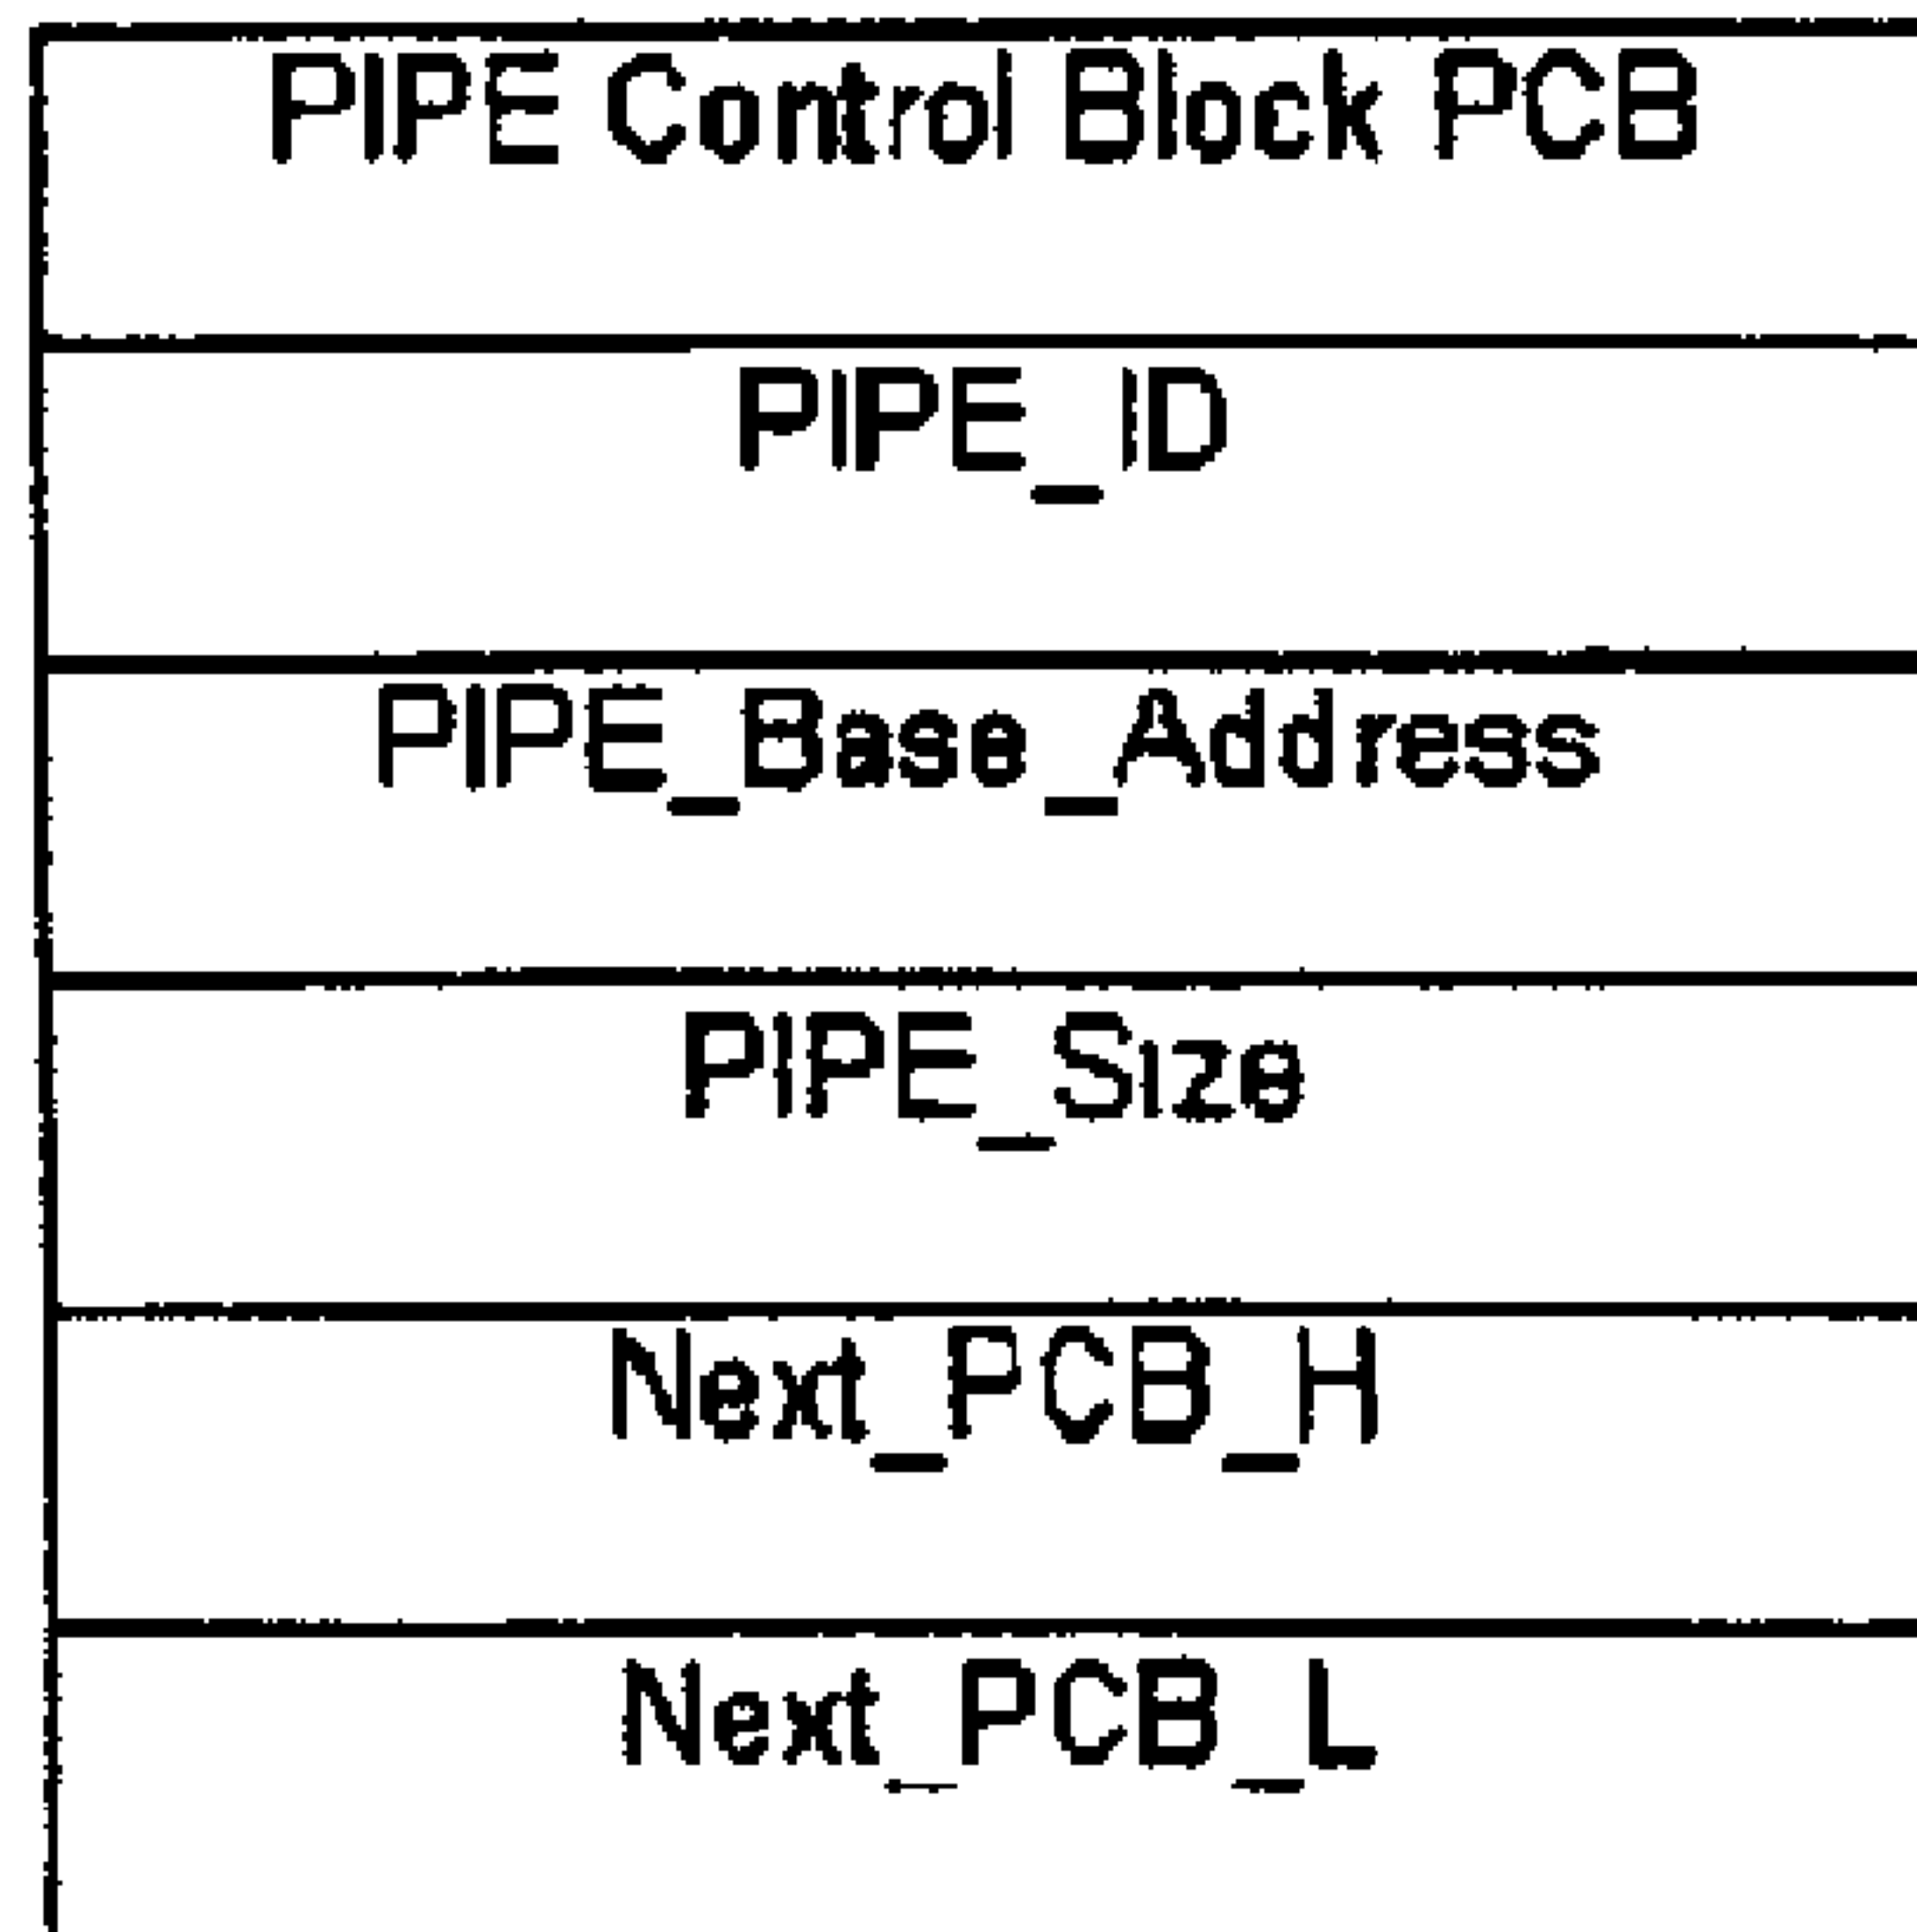 PIPE Control Block PCB
PIPE_ID
PIPE_Base_Address
PIPE_Size
Next_PCB_H
Next_PCB_L